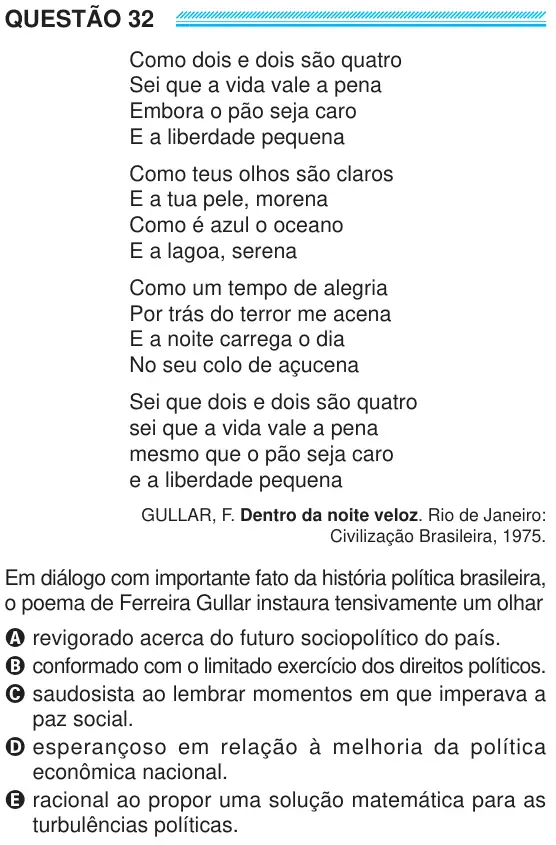 QUESTÃO 32
Como dois e dois são quatro
Sei que a vida vale a pena
Embora o pão seja caro
E a liberdade pequena
Como teus olhos são claros
E a tua pele, morena
Como é azul o oceano
E a lagoa, serena
Como um tempo de alegria
Por trás do terror me acena
E a noite carrega o dia
No seu colo de açucena
Sei que dois e dois são quatro
sei que a vida vale a pena
mesmo que o pão seja caro
e a liberdade pequena
GULLAR, F. Dentro da noite veloz. Rio de Janeiro:
Civilização Brasileira, 1975.
Em diálogo com importante fato da história política brasileira,
o poema de Ferreira Gullar instaura tensivamente um olhar
A revigorado acerca do futuro sociopolítico do país.
B conformado com o limitado exercício dos direitos políticos.
C saudosista ao lembrar momentos em que imperava a
paz social.
D esperançoso em relação à melhoria da política
econômica nacional.
E racional ao propor uma solução matemática para as
turbulências políticas.